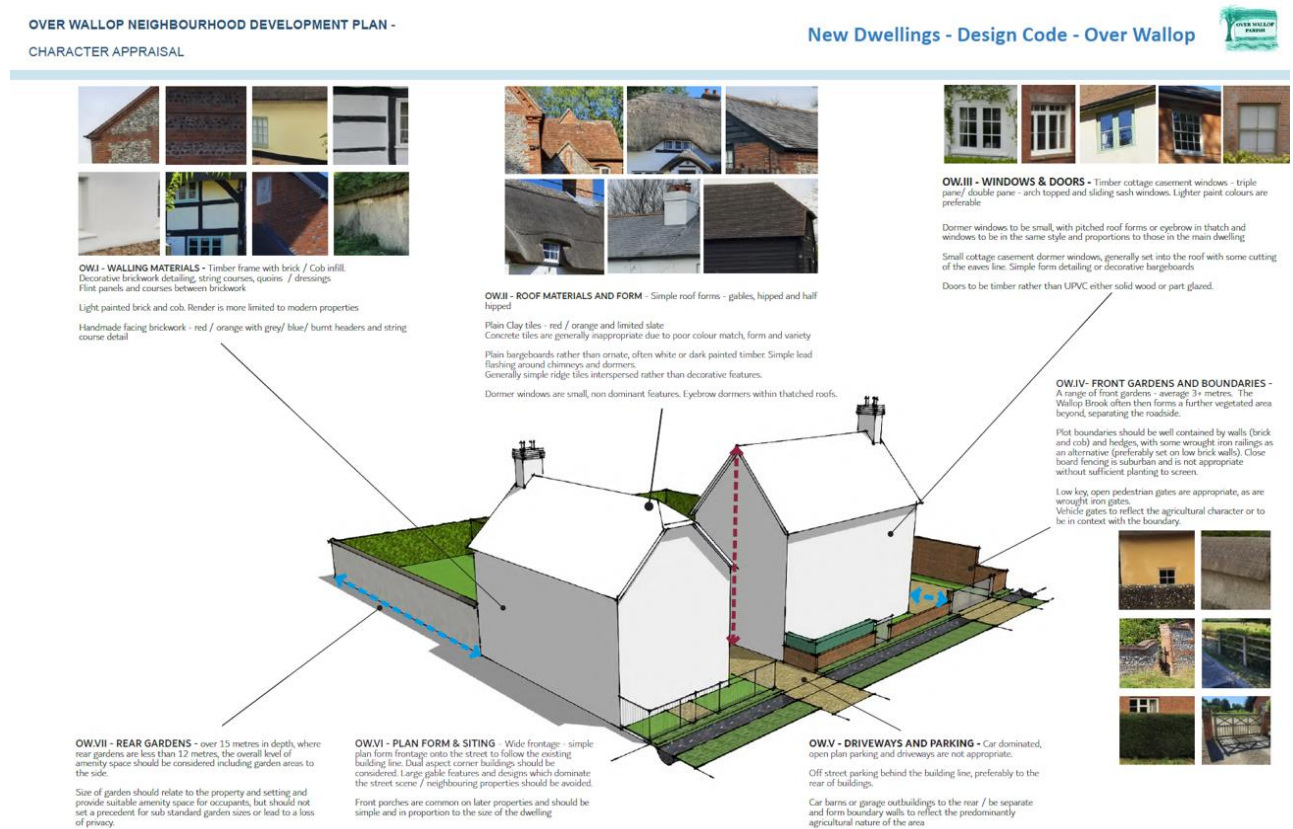 OVER WALLOP NEIGHBOURHOOD DEVELOPMENT PLAN -
CHARACTER APPRAISAL
New Dwellings - Design Code - Over Wallop
OVER WALLOP
PARISH
OW.I - WALLING MATERIALS - Timber frame with brick / Cob infill.
Decorative brickwork detailing, string courses, quoins / dressings
Flint panels and courses between brickwork
Light painted brick and cob. Render is more limited to modern properties
Handmade facing brickwork - red / orange with grey/ blue/ burnt headers and string
course detail
OW.II - ROOF MATERIALS AND FORM - Simple roof forms - gables, hipped and half
hipped
Plain Clay tiles - red / orange and limited slate
Concrete tiles are generally inappropriate due to poor colour match, form and variety
Plain bargeboards rather than ornate, often white or dark painted timber. Simple lead
flashing around chimneys and dormers.
Generally simple ridge tiles interspersed rather than decorative features.
Dormer windows are small, non dominant features. Eyebrow dormers within thatched roofs.
OW.III - WINDOWS & DOORS - Timber cottage casement windows - triple
pane/ double pane - arch topped and sliding sash windows. Lighter paint colours are
preferable
Dormer windows to be small, with pitched roof forms or eyebrow in thatch and
windows to be in the same style and proportions to those in the main dwelling
Small cottage casement dormer windows, generally set into the roof with some cutting
of the eaves line. Simple form detailing or decorative bargeboards
Doors to be timber rather than UPVC either solid wood or part glazed.
OW.IV- FRONT GARDENS AND BOUNDARIES -
A range of front gardens - average 3+ metres. The
Wallop Brook often then forms a further vegetated area
beyond, separating the roadside.
Plot boundaries should be well contained by walls (brick
and cob) and hedges, with some wrought iron railings as
an alternative (preferably set on low brick walls). Close
board fencing is suburban and is not appropriate
without sufficient planting to screen.
Low key, open pedestrian gates are appropriate, as are
wrought iron gates.
Vehicle gates to reflect the agricultural character or to
be in context with the boundary.
OW.VII - REAR GARDENS - over 15 metres in depth, where
rear gardens are less than 12 metres, the overall level of
amenity space should be considered including garden areas to
the side.
Size of garden should relate to the property and setting and
provide suitable amenity space for occupants, but should not
set a precedent for sub standard garden sizes or lead to a loss
of privacy.
OW.VI - PLAN FORM & SITING - Wide frontage - simple
plan form frontage onto the street to follow the existing
building line. Dual aspect corner buildings should be
considered. Large gable features and designs which dominate
the street scene / neighbouring properties should be avoided.
Front porches are common on later properties and should be
simple and in proportion to the size of the dwelling
OW.V - DRIVEWAYS AND PARKING - Car dominated,
open plan parking and driveways are not appropriate.
Off street parking behind the building line, preferably to the
rear of buildings.
Car barns or garage outbuildings to the rear / be separate
and form boundary walls to reflect the predominantly
agricultural nature of the area